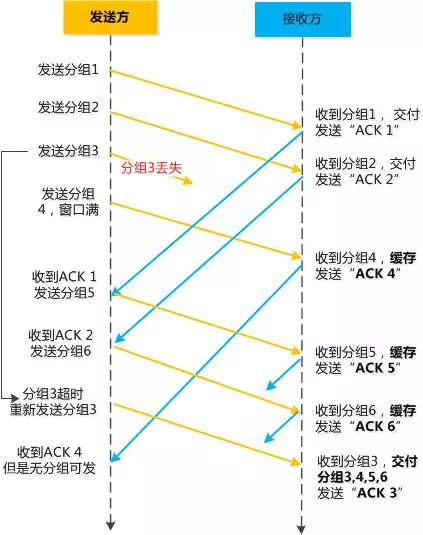 发送方
接收方
发送分组1
发送分组2
收到分组1，交付
发送“ACK 1”
发送分组3
分组3丢失
收到分组2，交付
发送“ACK 2”
发送分组
4，窗口满
收到分组4，缓存
发送“ACK 4”
收到ACK 1
发送分组5
收到ACK 2
发送分组6
收到分组5，缓存
发送“ACK 5”
分组3超时
重新发送分组3
收到分组6，缓存
发送“ACK 6”
收到ACK 4
但是无分组可发
收到分组3，交付
分组3,4,5,6
发送“ACK 3”